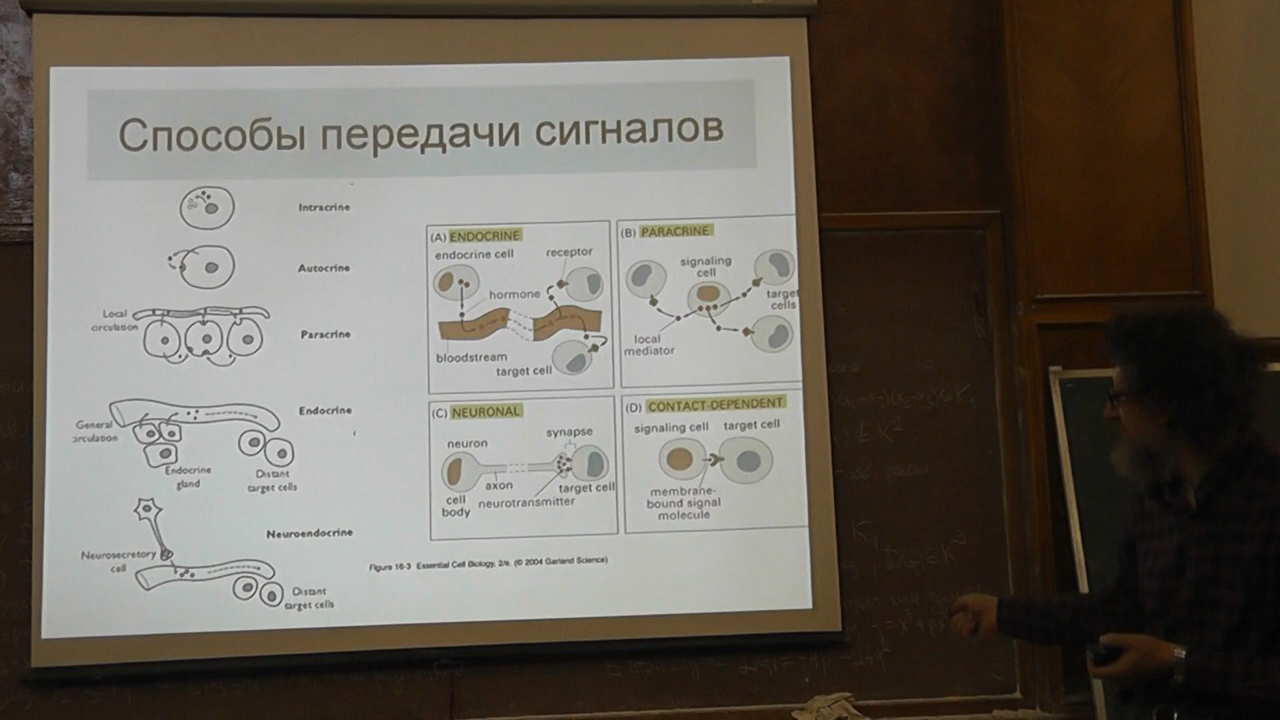 Способы передачи сигналов
Intracrine
Autocrine
Local
circulation
Paracrine
Endocrine
General
circulation
Endocrine
gland
Distant
target cells
Neuroendocrine
Neurosecretory
cell
Distant
target cells
(A) ENDOCRINE
endocrine cell
receptor
hormone
bloodstream
target cell
(B) PARACRINE
signaling
cell
target
cells
local
mediator
(C) NEURONAL
synapse
neuron
axon
target cell
cell
body
neurotransmitter
(D) CONTACT-DEPENDENT
signaling cell
target cell
membrane-
bound signal
molecule
Figure 16-3 Essential Cell Biology, 2/e. (© 2004 Garland Science)